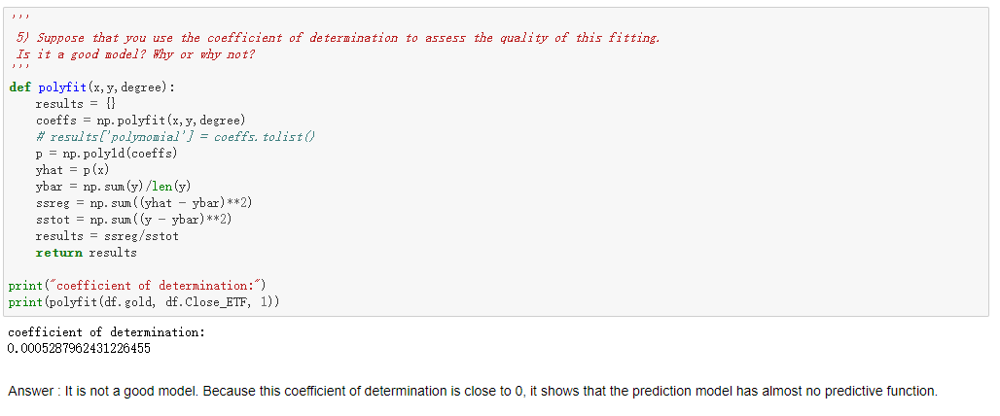 '''
5) Suppose that you use the coefficient of determination to assess the quality of this fitting.
Is it a good model? Why or why not?
'''
def polyfit(x,y,degree):
    results = {}
    coeffs = np.polyfit(x,y,degree)
    # results['polynomial'] = coeffs.tolist()
    p = np.poly1d(coeffs)
    yhat = p(x)
    ybar = np.sum(y)/len(y)
    ssreg = np.sum((yhat - ybar)**2)
    sstot = np.sum((y - ybar)**2)
    results = ssreg/sstot
    return results
print("coefficient of determination:")
print(polyfit(df.gold, df.Close_ETF, 1))
coefficient of determination:
0.0005287962431226455
Answer : It is not a good model. Because this coefficient of determination is close to 0, it shows that the prediction model has almost no predictive function.